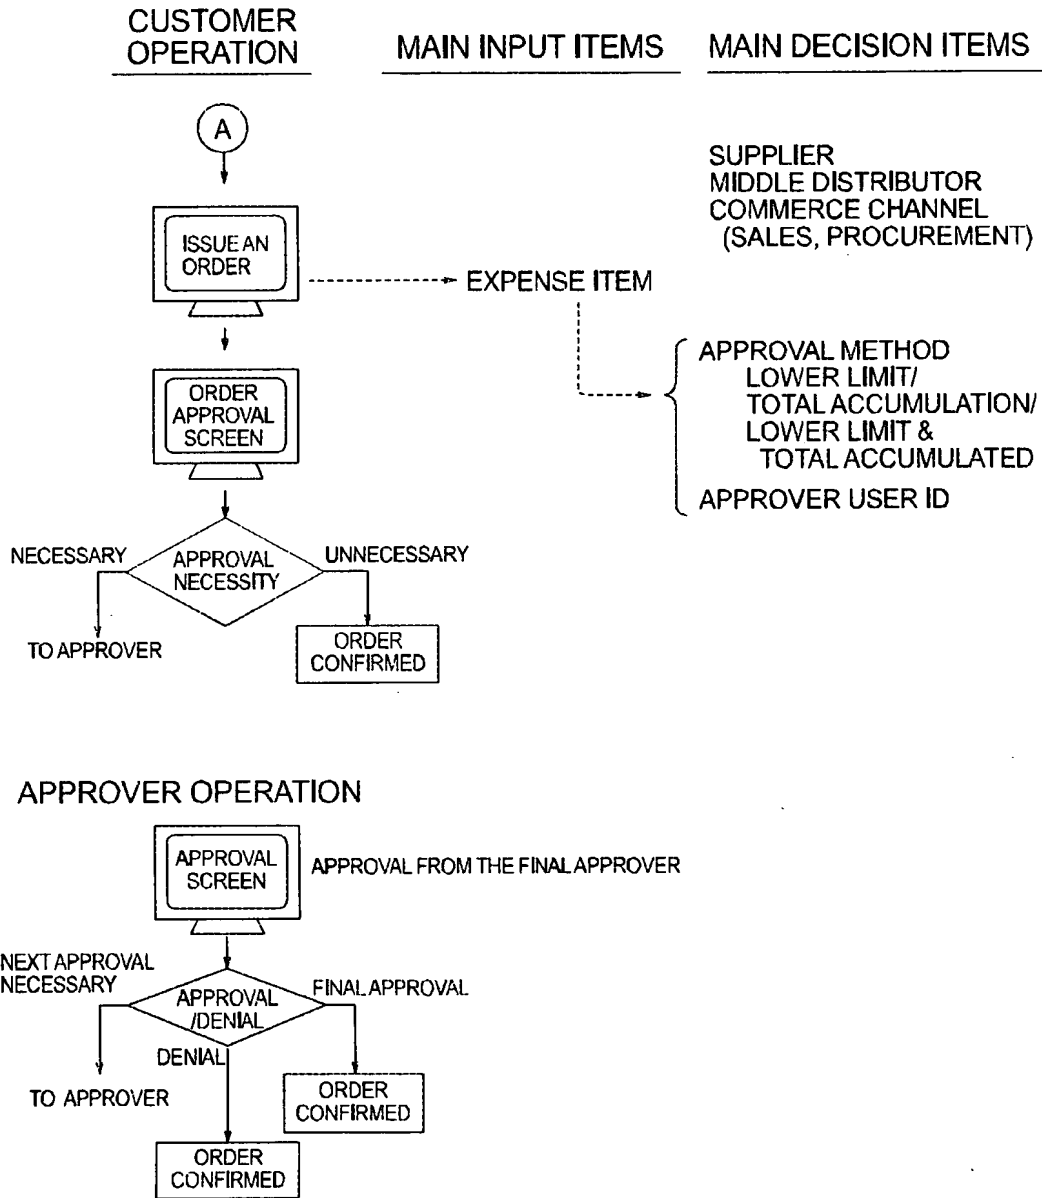 CUSTOMER
OPERATION
MAIN INPUT ITEMS
MAIN DECISION ITEMS
A
SUPPLIER
MIDDLE DISTRIBUTOR
COMMERCE CHANNEL
(SALES, PROCUREMENT)
ISSUE AN
ORDER
EXPENSE ITEM
ORDER
APPROVAL
SCREEN
APPROVAL METHOD
LOWER LIMIT/
TOTAL ACCUMULATION/
LOWER LIMIT &
TOTAL ACCUMULATED
APPROVER USER ID
NECESSARY
APPROVAL
NECESSITY
UNNECESSARY
TO APPROVER
ORDER
CONFIRMED
APPROVER OPERATION
APPROVAL
SCREEN
APPROVAL FROM THE FINAL APPROVER
NEXT APPROVAL
NECESSARY
APPROVAL
/DENIAL
FINAL APPROVAL
DENIAL
TO APPROVER
ORDER
CONFIRMED
ORDER
CONFIRMED